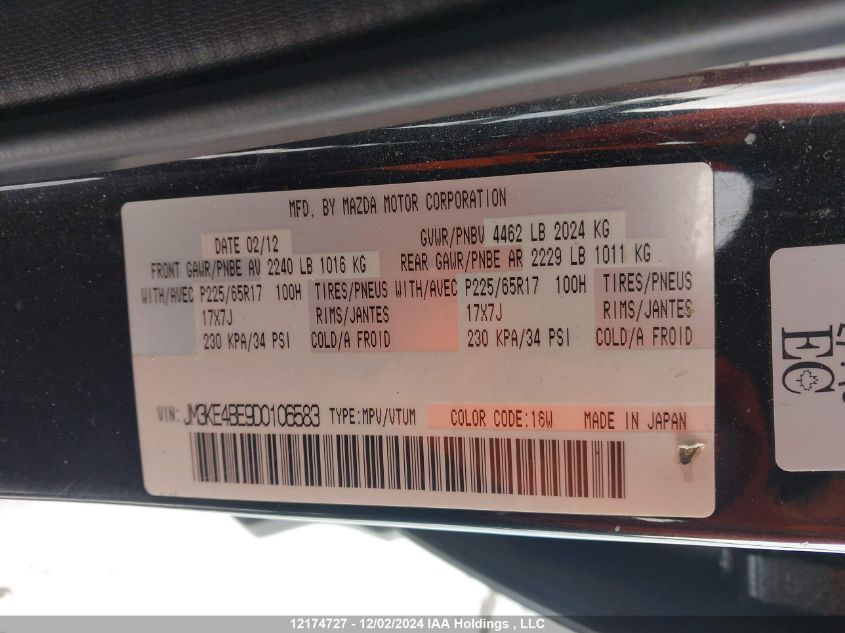 MFD. BY MAZDA MOTOR CORPORATION
DATE 02/12 GVWR/PNBV 4462 LB 2024 KG
FRONT GAWR/PNBE AV 2240 LB 1016 KG REAR GAWR/PNBE AR 2229 LB 1011 KG
WITH/AVEC P225/65R17 100H TIRES/PNEUS WITH/AVEC P225/65R17 100H TIRES/PNEUS
17X7J RIMS/JANTES 17X7J RIMS/JANTES
230 KPA/34 PSI COLD/A FROID 230 KPA/34 PSI COLD/A FROID
VIN: JM3KE4BE9D0106583 TYPE:MPV/VTUM COLOR CODE:16W MADE IN JAPAN
EC
12174727 - 12/02/2024 IAA Holdings , LLC